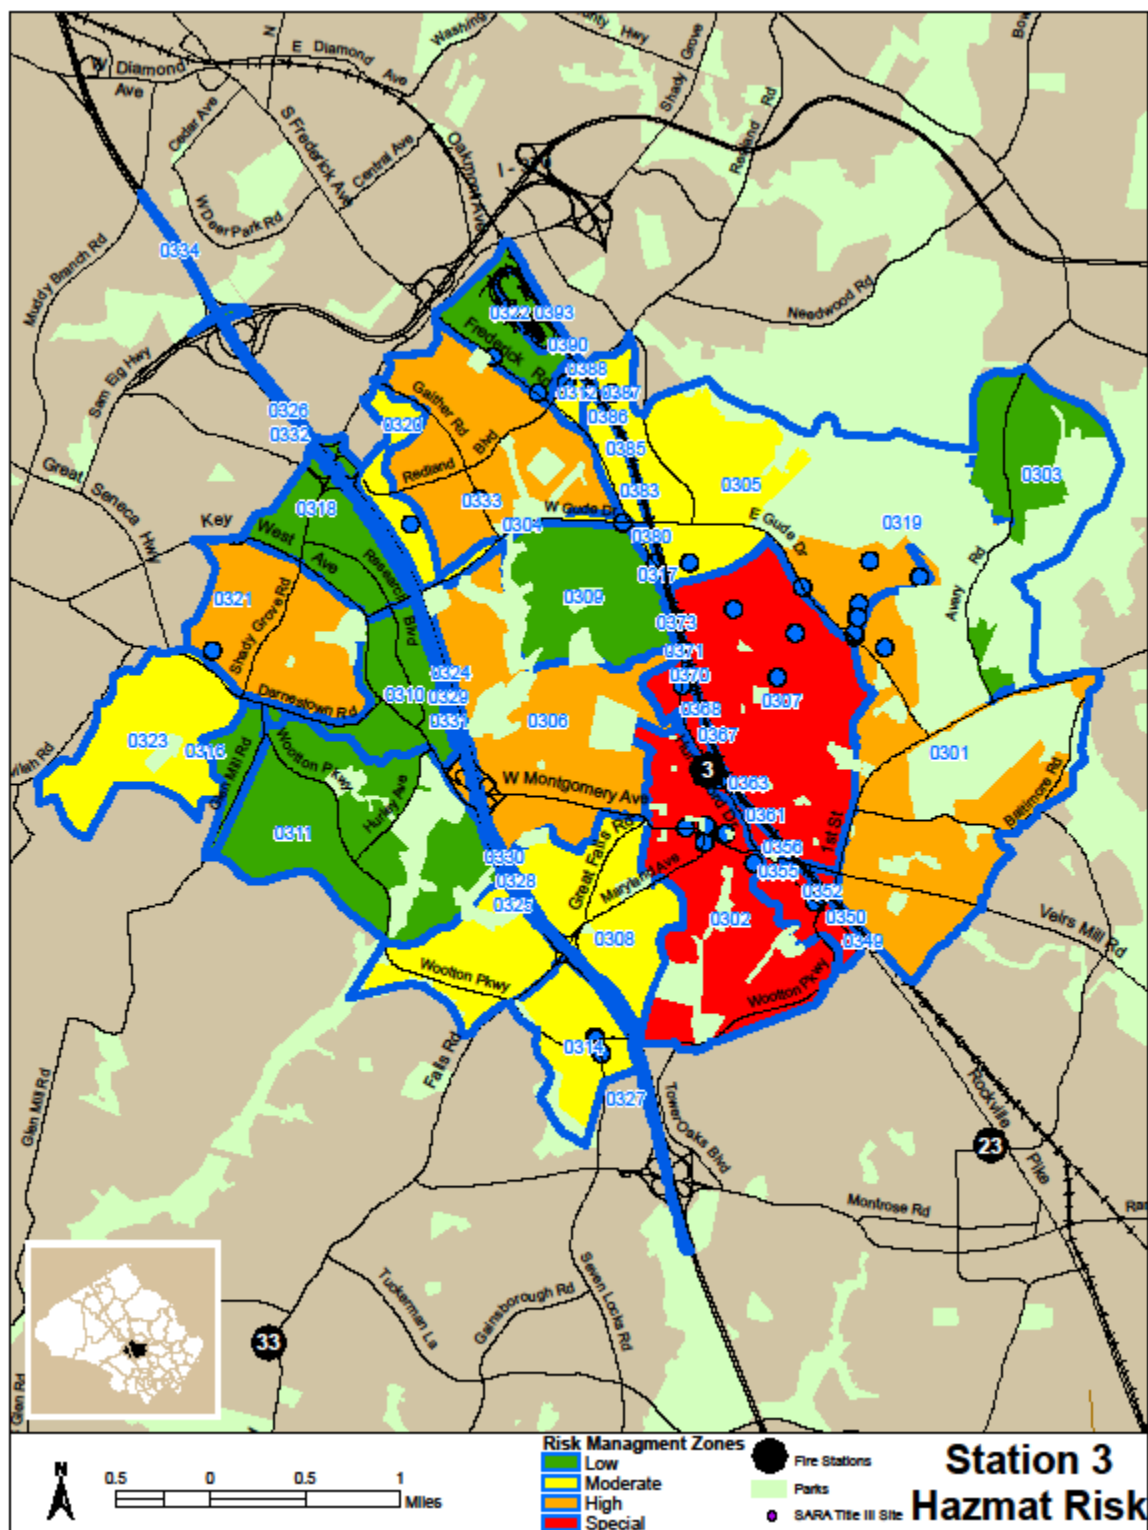 W Diamond
Ave
N
E Diamond Ave
Washing
Hwy
Shady Grove
Redland Rd
Bow
Cedar Ave
S Frederick Ave
Central Ave
Oakmont Ave
W Deer Park Rd
Muddy Branch Rd
0334
Needwood Rd
0322
0393
Frederick Rd
0390
0388
Sam Eig Hwy
0312
0387
Gaither Rd
0386
0326
0320
0332
0385
Great Seneca Hwy
Redland Blvd
0305
0303
0383
0333
0318
W Gude Dr
E Gude Dr
Key West Ave
0304
0380
0319
Research Blvd
0317
0309
Avery Rd
0321
Shady Grove Rd
0373
0371
0324
0370
0310
0329
0307
Darnestown Rd
0368
0331
0306
0367
0323
0316
0301
vilah Rd
Glen Mill Rd
Wootton Pkwy
3
0363
Hurley Ave
W Montgomery Ave
Baltimore Rd
0361
0311
1st St
Great Falls Rd
0356
0330
Maryland Ave
0355
0328
0352
0325
0302
0350
Veirs Mill Rd
0308
0349
Wootton Pkwy
Wootton Pkwy
Falls Rd
0314
Glen Mill Rd
0327
Tower Oaks Blvd
Rockville Pike
23
Montrose Rd
Seven Locks Rd
Tuckerman La
Gainsborough Rd
33
Glen Rd
N
0.5 0 0.5 1
Miles
Risk Managment Zones
Low
Moderate
High
Special
Fire Stations
Parks
SARA Title III Site
Station 3
Hazmat Risk